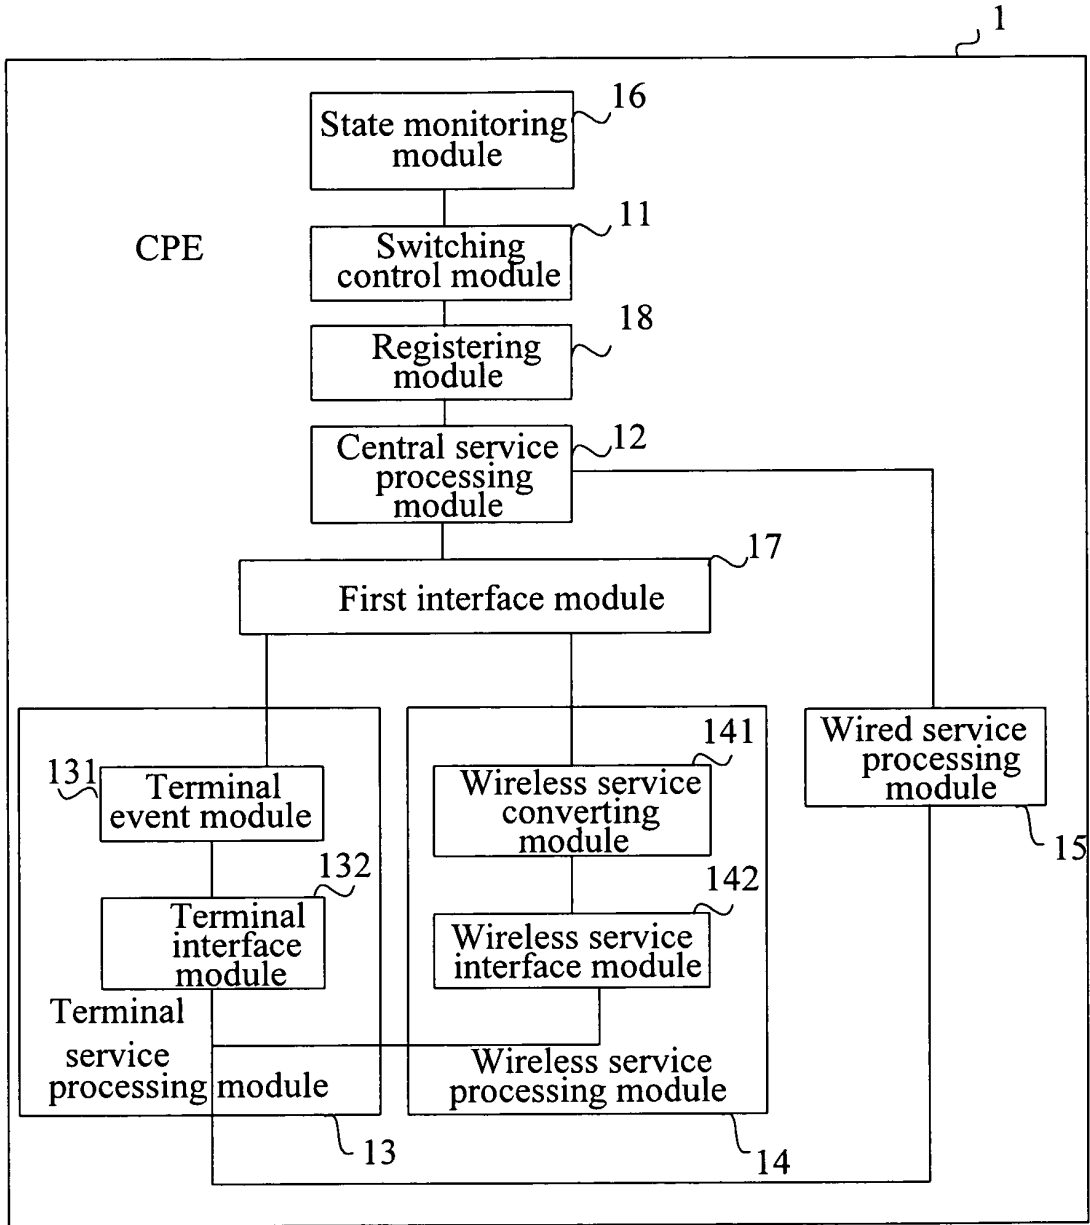 1
16
State monitoring
module
11
CPE
Switching
control module
18
Registering
module
12
Central service
processing
module
17
First interface module
141
131
Terminal
event module
Wireless service
converting
module
Wired service
processing
module
15
132
142
Terminal
interface
module
Wireless service
interface module
Terminal
service
processing module
Wireless service
processing module
13
14